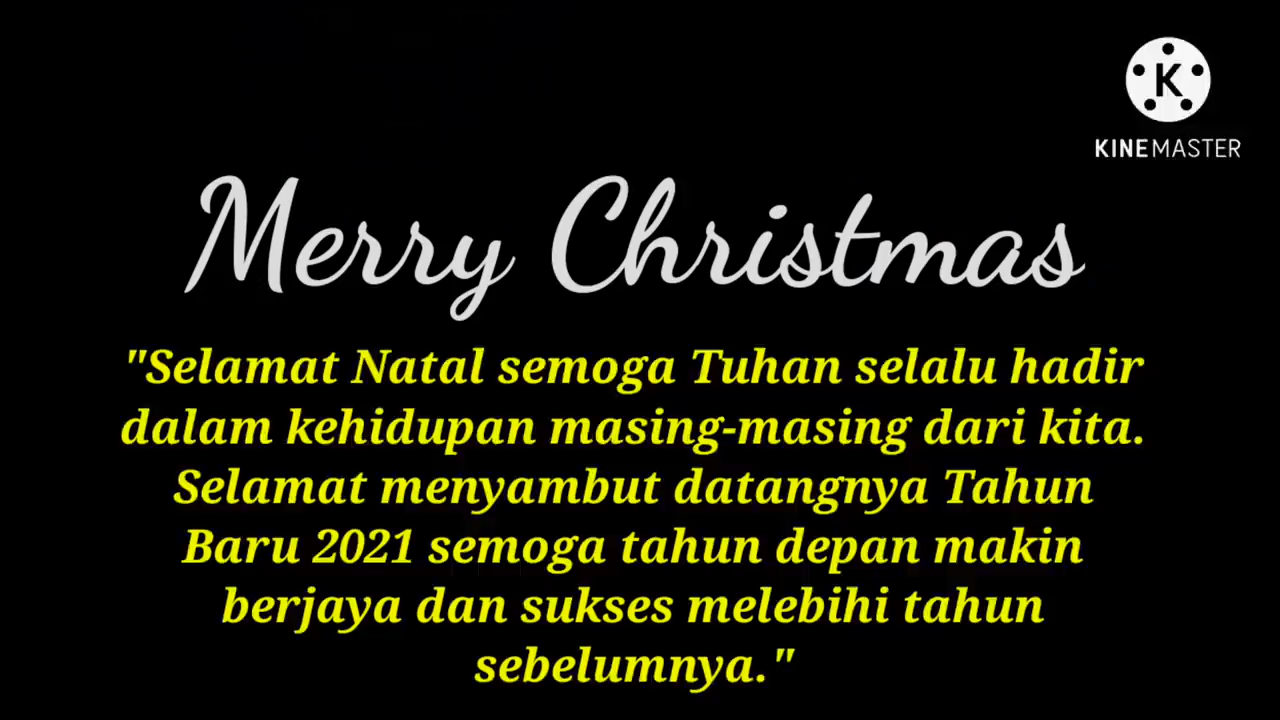 K
KINEMASTER
Merry Christmas
"Selamat Natal semoga Tuhan selalu hadir
dalam kehidupan masing-masing dari kita.
Selamat menyambut datangnya Tahun
Baru 2021 semoga tahun depan makin
berjaya dan sukses melebihi tahun
sebelumnya."